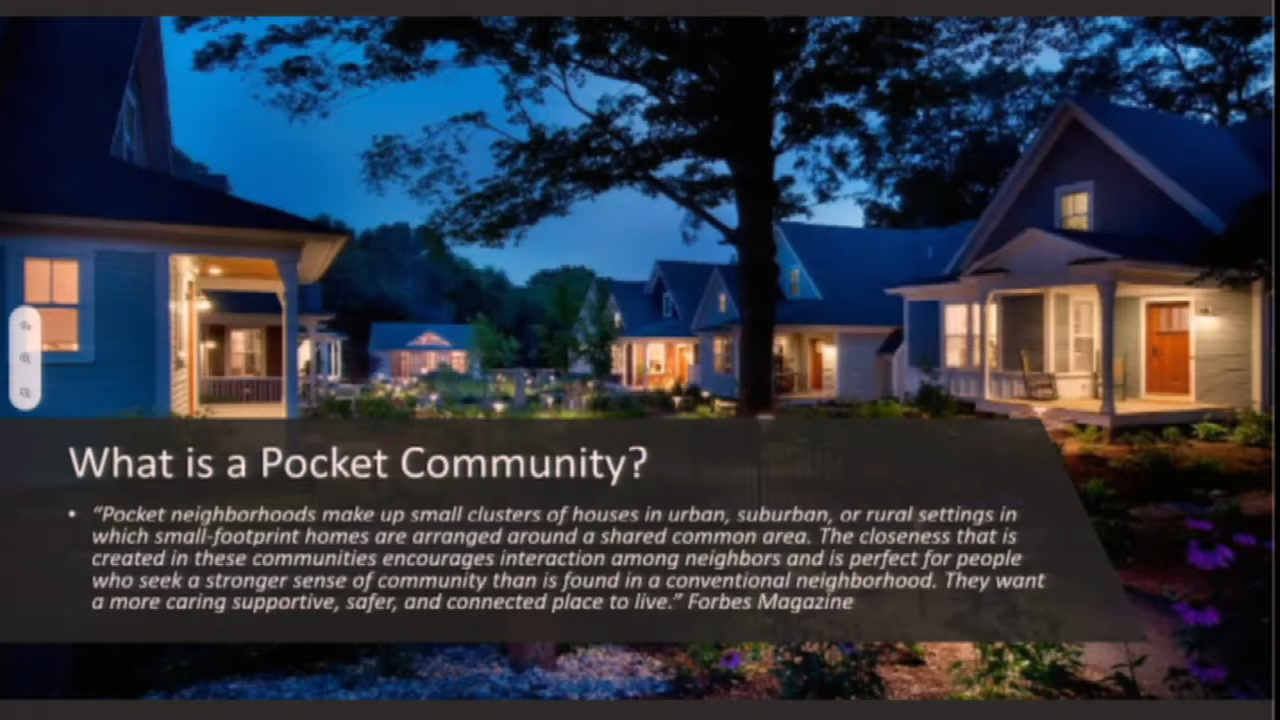 What is a Pocket Community?
• “Pocket neighborhoods make up small clusters of houses in urban, suburban, or rural settings in
which small-footprint homes are arranged around a shared common area. The closeness that is
created in these communities encourages interaction among neighbors and is perfect for people
who seek a stronger sense of community than is found in a conventional neighborhood. They want
a more caring supportive, safer, and connected place to live.” Forbes Magazine